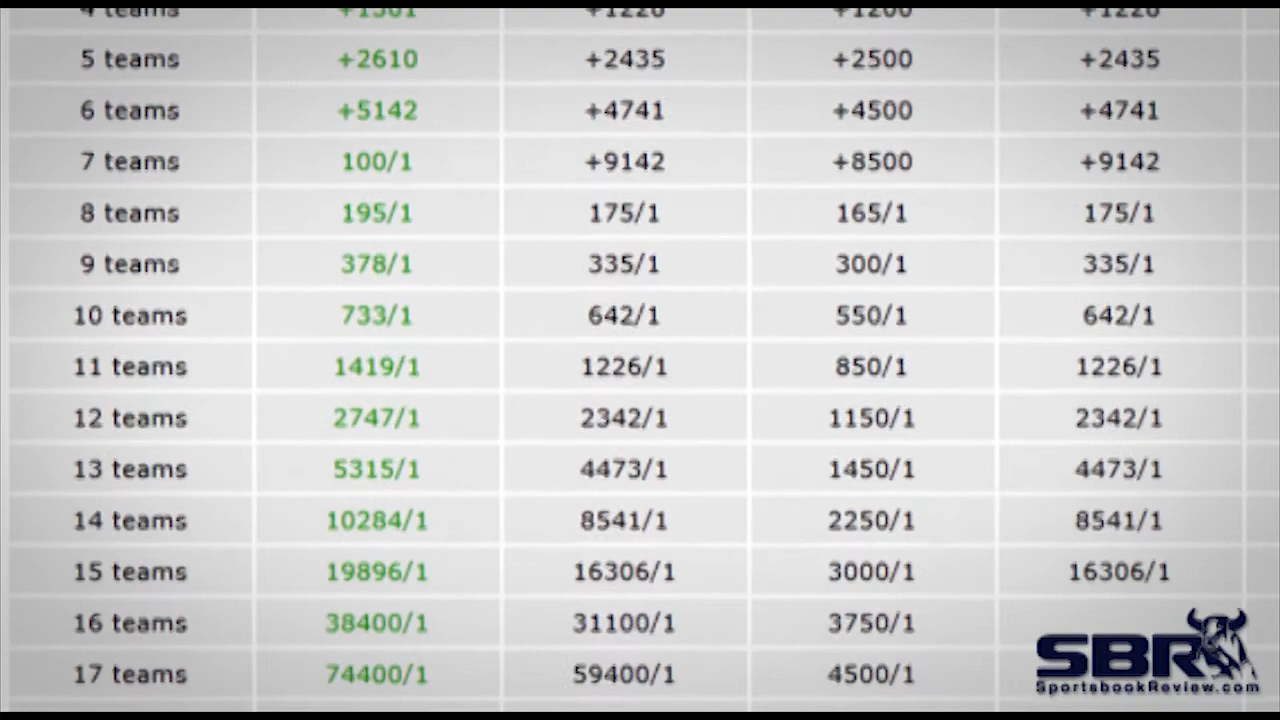 4 teams +1301 +1228 +1200 +1228
5 teams +2610 +2435 +2500 +2435
6 teams +5142 +4741 +4500 +4741
7 teams 100/1 +9142 +8500 +9142
8 teams 195/1 175/1 165/1 175/1
9 teams 378/1 335/1 300/1 335/1
10 teams 733/1 642/1 550/1 642/1
11 teams 1419/1 1226/1 850/1 1226/1
12 teams 2747/1 2342/1 1150/1 2342/1
13 teams 5315/1 4473/1 1450/1 4473/1
14 teams 10284/1 8541/1 2250/1 8541/1
15 teams 19896/1 16306/1 3000/1 16306/1
16 teams 38400/1 31100/1 3750/1
17 teams 74400/1 59400/1 4500/1
SBR
SportsbookReview.com